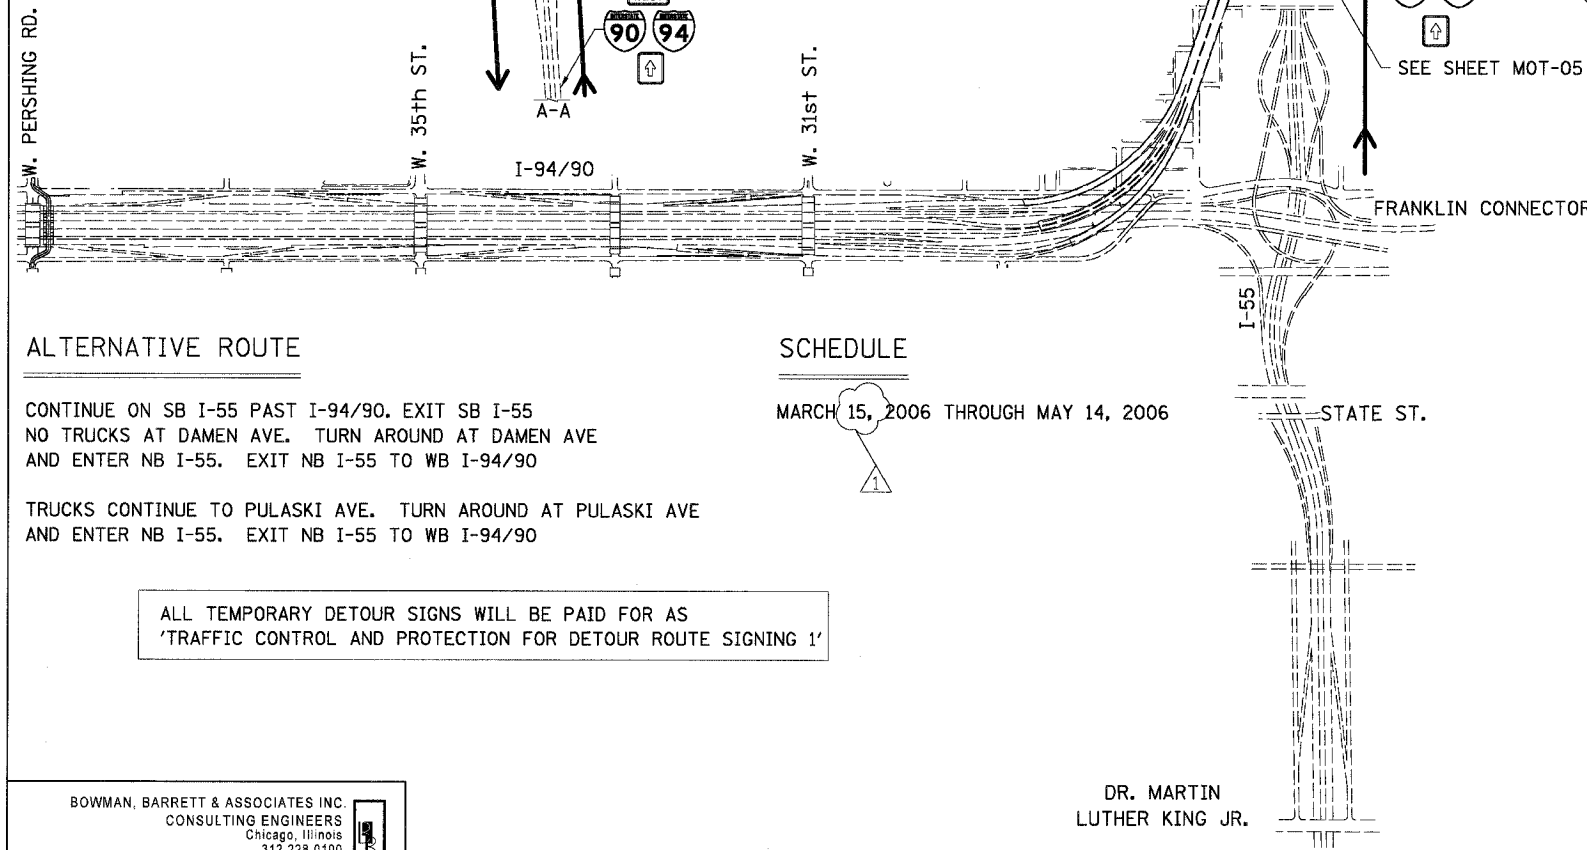 W. PERSHING RD.
W. 35th ST.
INTERSTATE 90 INTERSTATE 94
A-A
W. 31st ST.
SEE SHEET MOT-05
I-94/90
FRANKLIN CONNECTOR
I-55
ALTERNATIVE ROUTE
CONTINUE ON SB I-55 PAST I-94/90. EXIT SB I-55
NO TRUCKS AT DAMEN AVE. TURN AROUND AT DAMEN AVE
AND ENTER NB I-55. EXIT NB I-55 TO WB I-94/90
TRUCKS CONTINUE TO PULASKI AVE. TURN AROUND AT PULASKI AVE
AND ENTER NB I-55. EXIT NB I-55 TO WB I-94/90
SCHEDULE
MARCH 15, 2006 THROUGH MAY 14, 2006
1
STATE ST.
ALL TEMPORARY DETOUR SIGNS WILL BE PAID FOR AS
'TRAFFIC CONTROL AND PROTECTION FOR DETOUR ROUTE SIGNING 1'
DR. MARTIN
LUTHER KING JR.
BOWMAN, BARRETT & ASSOCIATES INC.
CONSULTING ENGINEERS
Chicago, Illinois
312.228.0100